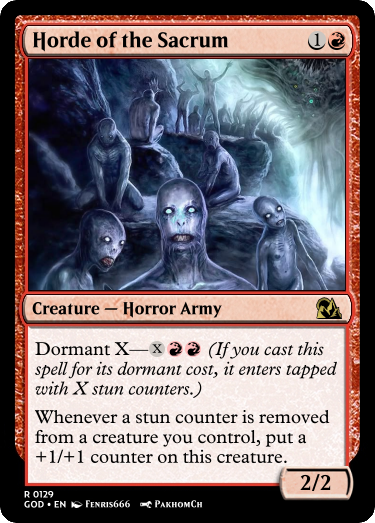 Horde of the Sacrum
1
Creature — Horror Army
Dormant X—X (If you cast this
spell for its dormant cost, it enters tapped
with X stun counters.)
Whenever a stun counter is removed
from a creature you control, put a
+1/+1 counter on this creature.
2/2
R 0129
GOD • EN Fenris666 PakhomCh